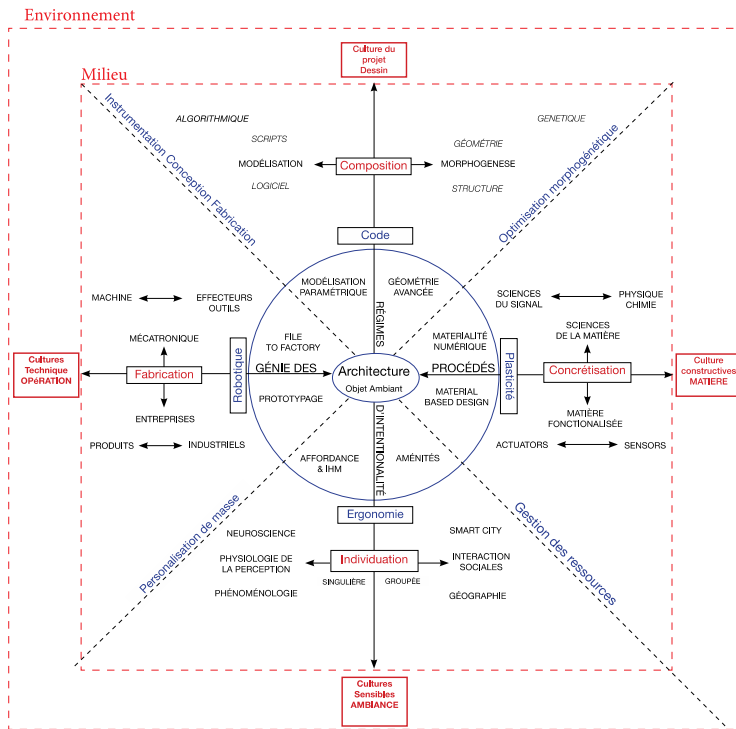 Environnement
Culture du
projet
Dessin
Milieu
Instrumentation Conception Fabrication
ALGORITHMIQUE
SCRIPTS
MODÉLISATION
LOGICIEL
Composition
GENETIQUE
GÉOMÉTRIE
MORPHOGENESE
STRUCTURE
Optimisation morphogénétique
Code
MODÉLISATION
PARAMÉTRIQUE
GÉOMÉTRIE
AVANCÉE
RÉGIMES
MACHINE
EFFECTEURS
OUTILS
MÉCATRONIQUE
Cultures
Technique
OPéRATION
Fabrication
ENTREPRISES
PRODUITS
INDUSTRIELS
Robotique
FILE
TO FACTORY
GÉNIE DES
PROTOTYPAGE
Architecture
Objet Ambiant
MATERIALITÉ
NUMÉRIQUE
PROCÉDÉS
MATERIAL
BASED DESIGN
Plasticité
SCIENCES
DU SIGNAL
PHYSIQUE
CHIMIE
SCIENCES
DE LA MATIÈRE
Concrétisation
Culture
constructives
MATIERE
MATIÈRE
FONCTIONALISÉE
ACTUATORS
SENSORS
D'INTENTIONALITÉ
AFFORDANCE
& IHM
AMÉNITÉS
Ergonomie
Personalisation de masse
Gestion des ressources
NEUROSCIENCE
PHYSIOLOGIE DE
LA PERCEPTION
PHÉNOMÉNOLOGIE
Individuation
SINGULIÈRE
GROUPÉE
SMART CITY
INTERACTION
SOCIALES
GÉOGRAPHIE
Cultures
Sensibles
AMBIANCE